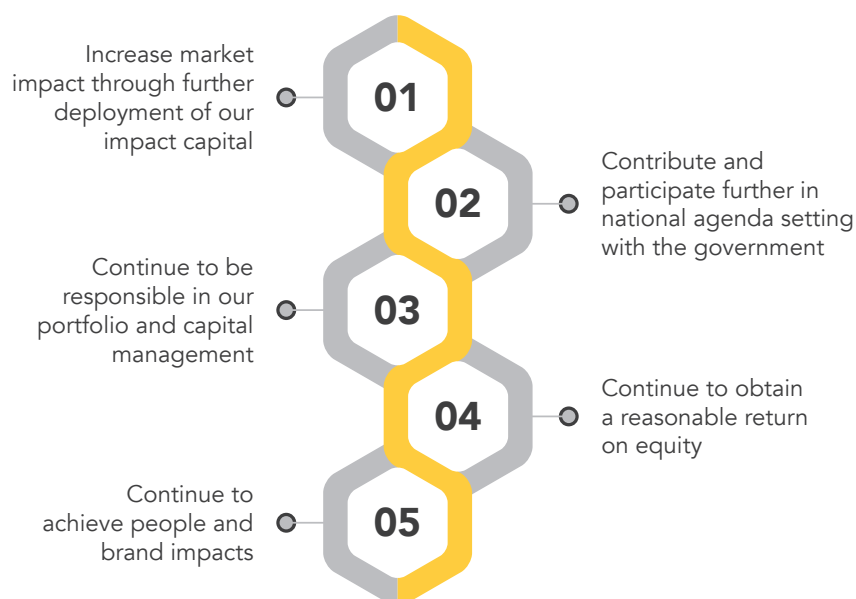 Increase market
impact through further
deployment of our
impact capital
01
02
Contribute and
participate further in
national agenda setting
with the government
Continue to be
responsible in our
portfolio and capital
management
03
04
Continue to obtain
a reasonable return
on equity
Continue to
achieve people and
brand impacts
05